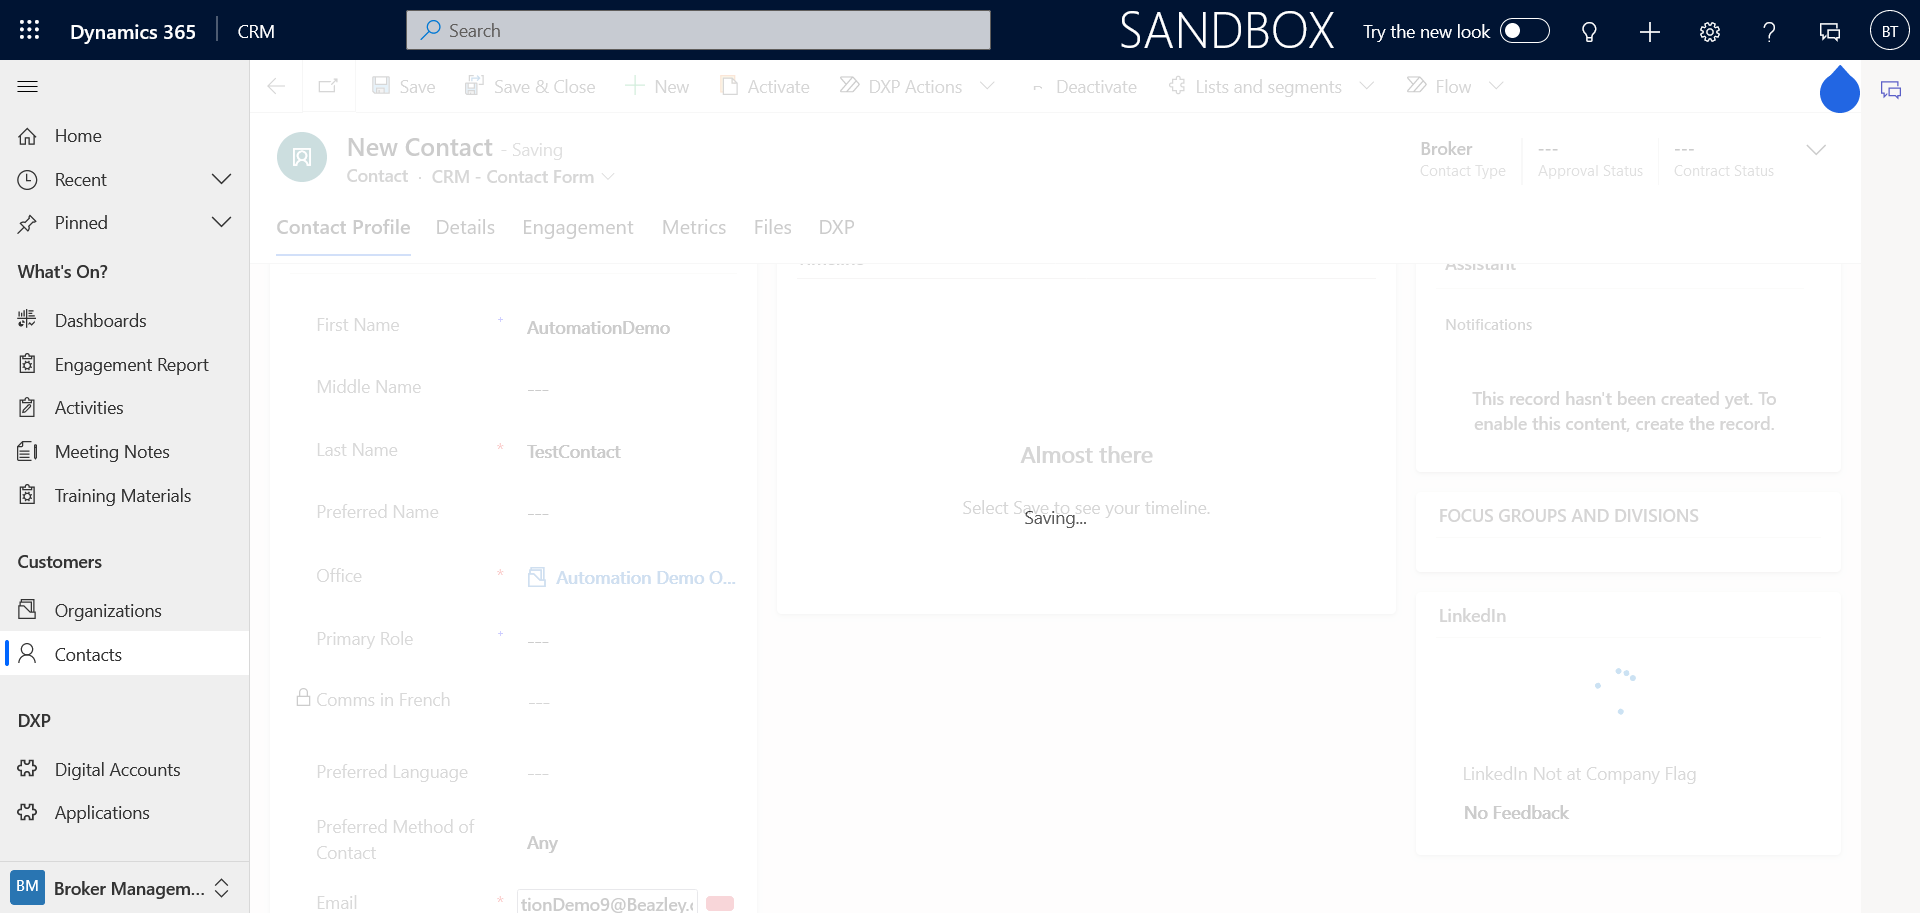 Dynamics 365 CRM Search SANDBOX Try the new look BT
Save Save & Close New Activate DXP Actions Deactivate Lists and segments Flow
Home
Recent
Pinned
What's On?
Dashboards
Engagement Report
Activities
Meeting Notes
Training Materials
Customers
Organizations
Contacts
DXP
Digital Accounts
Applications
BM Broker Managem...
New Contact - Saving
Contact · CRM - Contact Form
Broker
Contact Type
---
Approval Status
---
Contract Status
Contact Profile Details Engagement Metrics Files DXP
First Name + AutomationDemo
Middle Name ---
Last Name * TestContact
Preferred Name ---
Office * Automation Demo O...
Primary Role + ---
Comms in French ---
Preferred Language ---
Preferred Method of
Contact
Any
Email * tionDemo9@Beazley.c
Timeline
Almost there
Select Save to see your timeline.
Saving...
Assistant
Notifications
This record hasn't been created yet. To
enable this content, create the record.
FOCUS GROUPS AND DIVISIONS
LinkedIn
LinkedIn Not at Company Flag
No Feedback